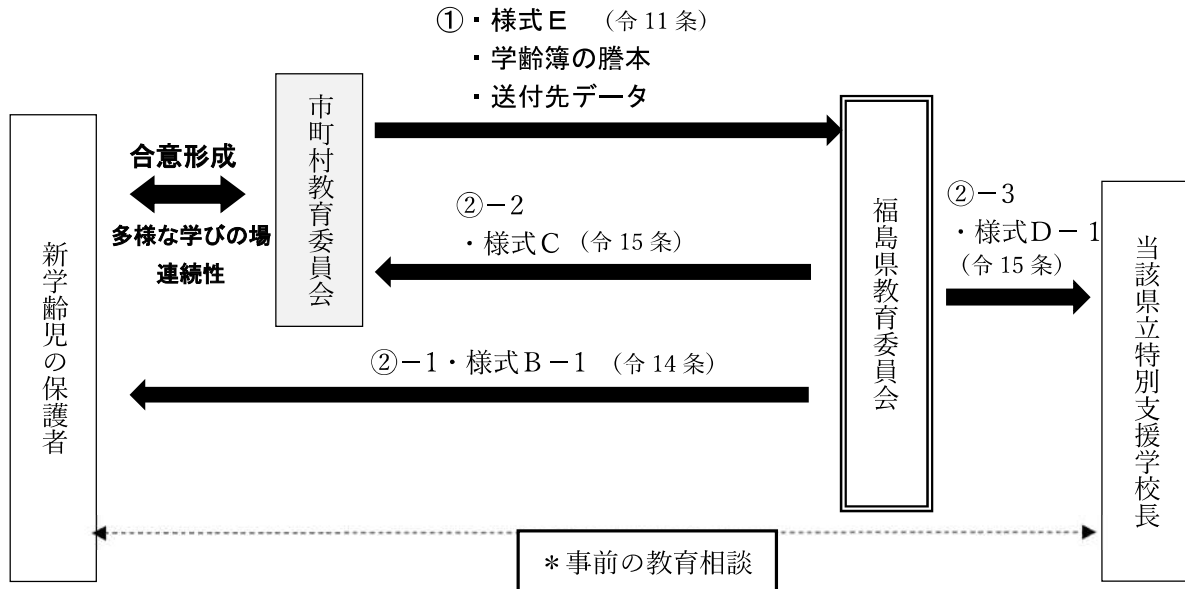 ①・様式E （令11条）
・学齢簿の謄本
・送付先データ
市町村教育委員会
合意形成
多様な学びの場
連続性
新学齢児の保護者
②−2
・様式C （令15条）
福島県教育委員会
②−3
・様式D−1
（令15条）
当該県立特別支援学校長
②−1・様式B−1 （令14条）
＊事前の教育相談